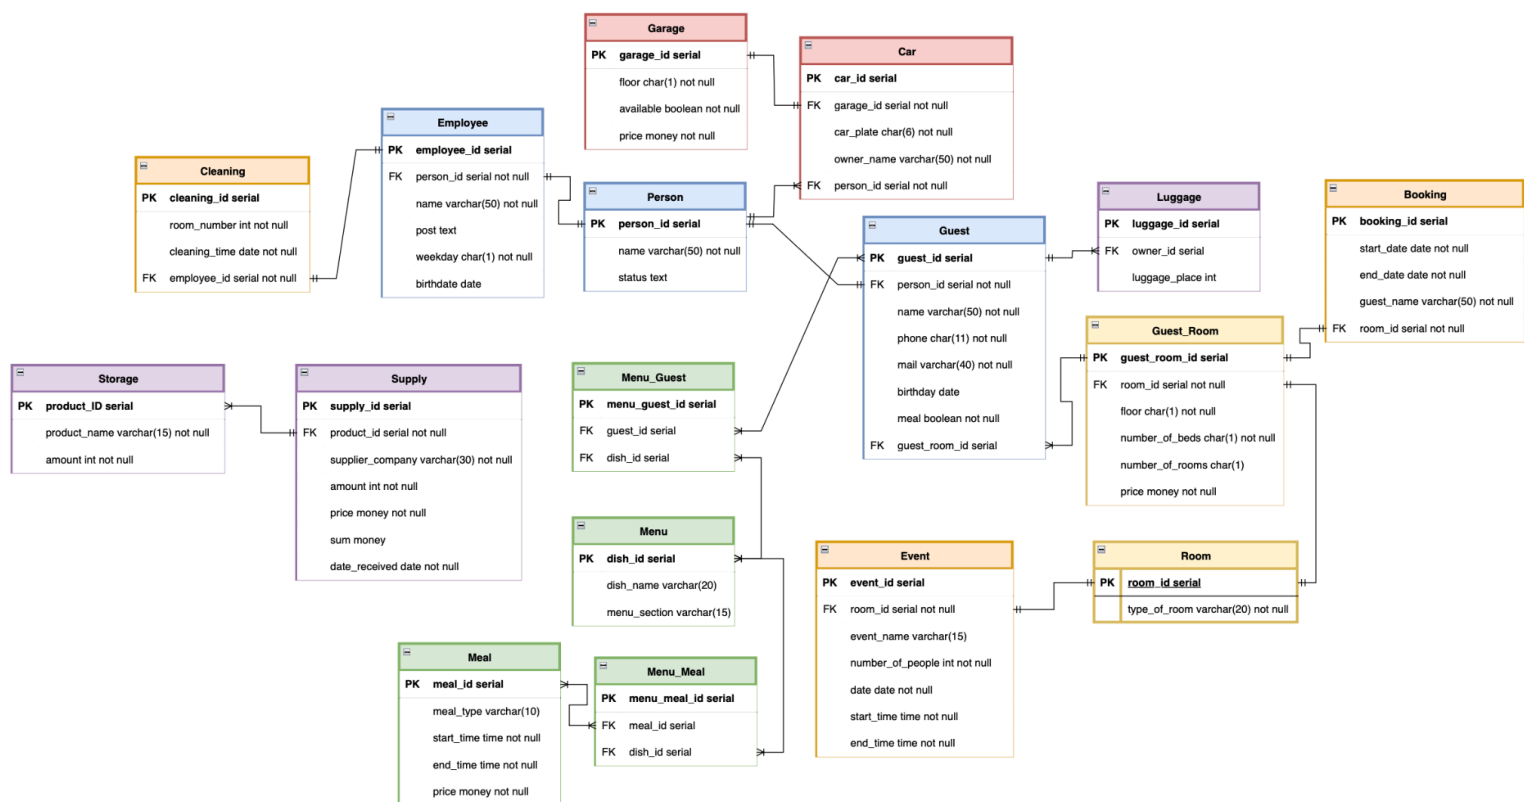 Garage
PK garage_id serial
floor char(1) not null
available boolean not null
price money not null
Car
PK car_id serial
FK garage_id serial not null
car_plate char(6) not null
owner_name varchar(50) not null
FK person_id serial not null
Employee
PK employee_id serial
FK person_id serial not null
name varchar(50) not null
post text
weekday char(1) not null
birthdate date
Cleaning
PK cleaning_id serial
room_number int not null
cleaning_time date not null
FK employee_id serial not null
Person
PK person_id serial
name varchar(50) not null
status text
Guest
PK guest_id serial
FK person_id serial not null
name varchar(50) not null
phone char(11) not null
mail varchar(40) not null
birthday date
meal boolean not null
FK guest_room_id serial
Luggage
PK luggage_id serial
FK owner_id serial
luggage_place int
Booking
PK booking_id serial
start_date date not null
end_date date not null
guest_name varchar(50) not null
FK room_id serial not null
Guest_Room
PK guest_room_id serial
FK room_id serial not null
floor char(1) not null
number_of_beds char(1) not null
number_of_rooms char(1)
price money not null
Storage
PK product_ID serial
product_name varchar(15) not null
amount int not null
Supply
PK supply_id serial
FK product_id serial not null
supplier_company varchar(30) not null
amount int not null
price money not null
sum money
date_received date not null
Menu_Guest
PK menu_guest_id serial
FK guest_id serial
FK dish_id serial
Menu
PK dish_id serial
dish_name varchar(20)
menu_section varchar(15)
Event
PK event_id serial
FK room_id serial not null
event_name varchar(15)
number_of_people int not null
date date not null
start_time time not null
end_time time not null
Room
PK room_id serial
type_of_room varchar(20) not null
Meal
PK meal_id serial
meal_type varchar(10)
start_time time not null
end_time time not null
price money not null
Menu_Meal
PK menu_meal_id serial
FK meal_id serial
FK dish_id serial